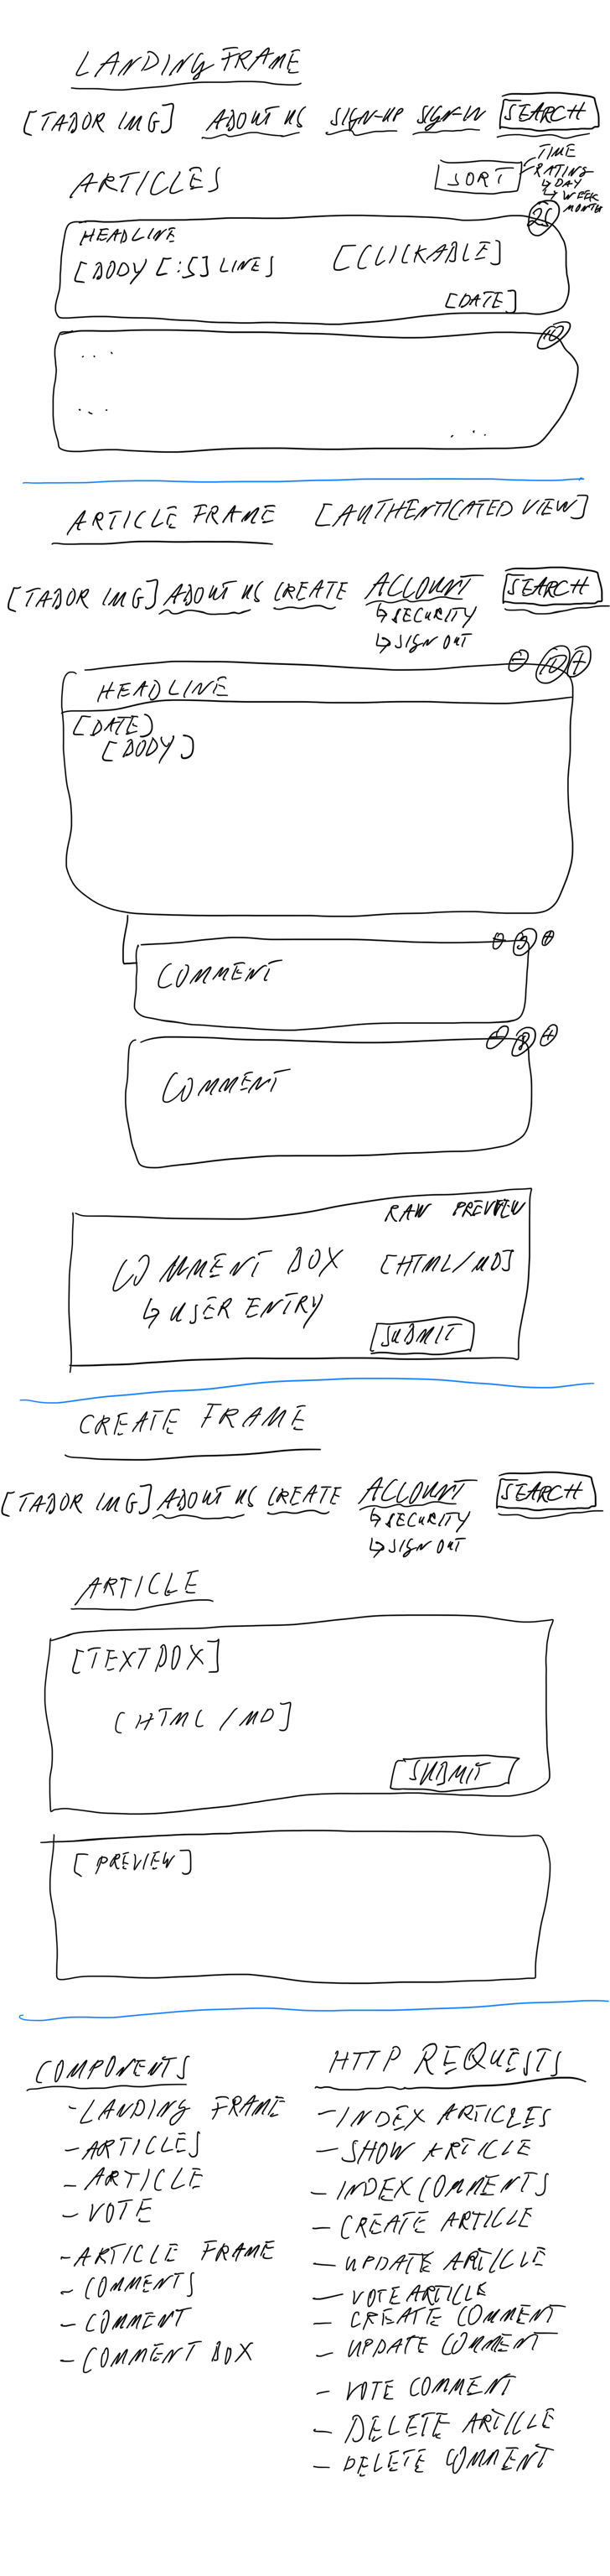 LANDING FRAME
[TABOR IMG] ABOUT US SIGN-UP SIGN-IN SEARCH
ARTICLES SORT TIME
RATING
↳ DAY
↳ WEEK
MONTH
25
HEADLINE
[BODY [:5] LINES] [CLICKABLE]
[DATE]
10
...
...
...
ARTICLE FRAME [AUTHENTICATED VIEW]
[TABOR IMG] ABOUT US CREATE ACCOUNT SEARCH
↳ SECURITY
↳ SIGN OUT
- 10 +
HEADLINE
[DATE]
[BODY]
- 3 +
COMMENT
- 8 +
COMMENT
RAW PREVIEW
COMMENT BOX [HTML/MD]
↳ USER ENTRY
SUBMIT
CREATE FRAME
[TABOR IMG] ABOUT US CREATE ACCOUNT SEARCH
↳ SECURITY
↳ SIGN OUT
ARTICLE
[TEXTBOX]
[HTML/MD]
SUBMIT
[PREVIEW]
COMPONENTS
- LANDING FRAME
- ARTICLES
- ARTICLE
- VOTE
- ARTICLE FRAME
- COMMENTS
- COMMENT
- COMMENT BOX
HTTP REQUESTS
- INDEX ARTICLES
- SHOW ARTICLE
- INDEX COMMENTS
- CREATE ARTICLE
- UPDATE ARTICLE
- VOTE ARTICLE
- CREATE COMMENT
- UPDATE COMMENT
- VOTE COMMENT
- DELETE ARTICLE
- DELETE COMMENT